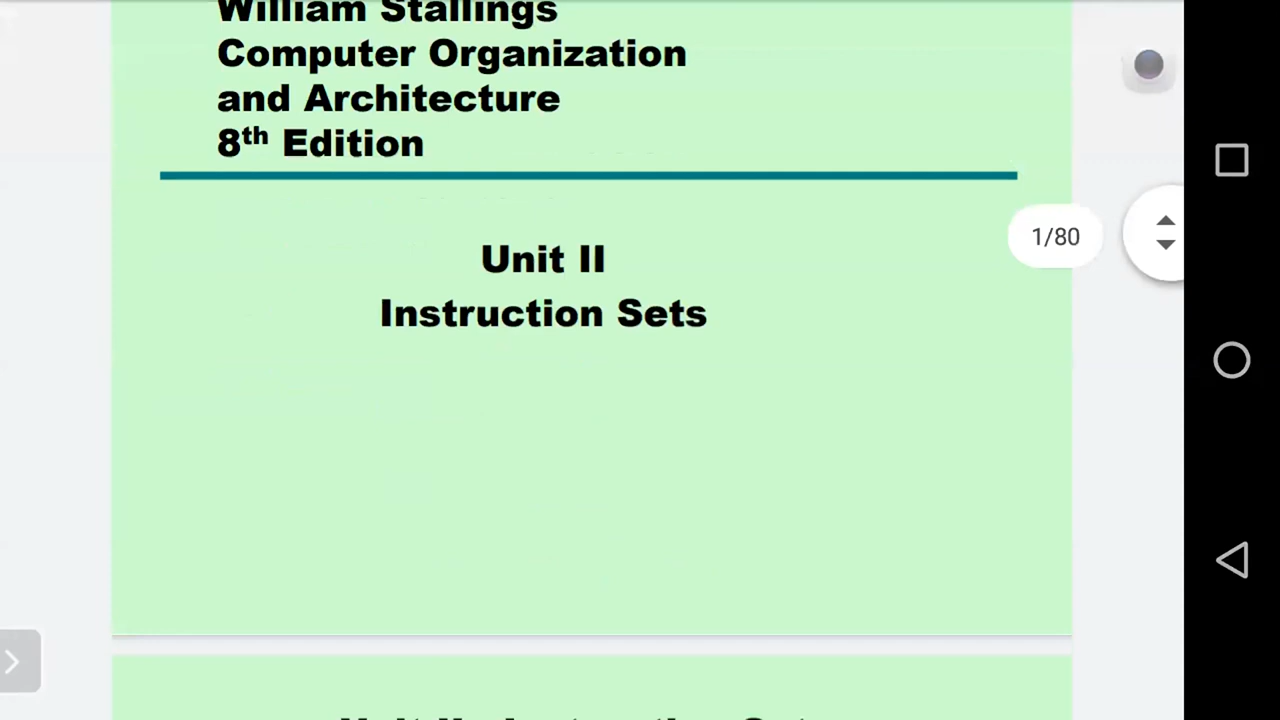 William Stallings
Computer Organization
and Architecture
8th Edition
1/80
Unit II
Instruction Sets